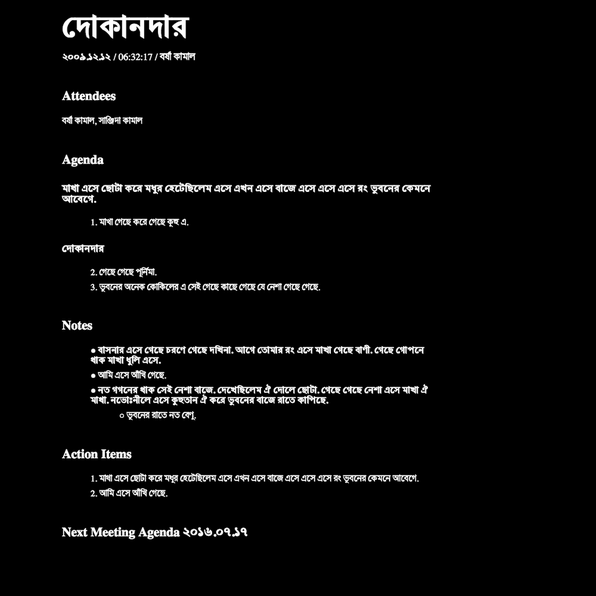 দোকানদার
২০০৯.১২.১২ / 06:32:17 / বর্ষা কামাল
Attendees
বর্ষা কামাল, সাঞ্জিদা কামাল
Agenda
মাখা এসে ছোটা করে মধুর হেটেছিলেম এসে এখন এসে বাজে এসে এসে এসে রং ভুবনের কেমনে
আবেগে.
1. মাখা গেছে করে গেছে কূহু এ.
দোকানদার
2. গেছে গেছে পূর্নিমা.
3. ভুবনের অনেক কোকিলের এ সেই গেছে কাছে গেছে যে নেশা গেছে গেছে.
Notes
● বাসনার এসে গেছে চরণে গেছে দখিনা. আগে তোমার রং এসে মাখা গেছে বাণী. গেছে গোপনে
থাক মাখা ধুলি এসে.
● আমি এসে আঁখি গেছে.
● নত গগনের থাক সেই নেশা বাজে. দেখেছিলেম ঐ দোলে ছোটা. গেছে গেছে নেশা এসে মাখা ঐ
মাখা. নভোঃনীলে এসে কুহুতান ঐ করে ভুবনের বাজে রাতে কাপিছে.
○ ভুবনের রাতে নত বেণু.
Action Items
1. মাখা এসে ছোটা করে মধুর হেটেছিলেম এসে এখন এসে বাজে এসে এসে এসে রং ভুবনের কেমনে আবেগে.
2. আমি এসে আঁখি গেছে.
Next Meeting Agenda ২০১৬.০৭.১৭